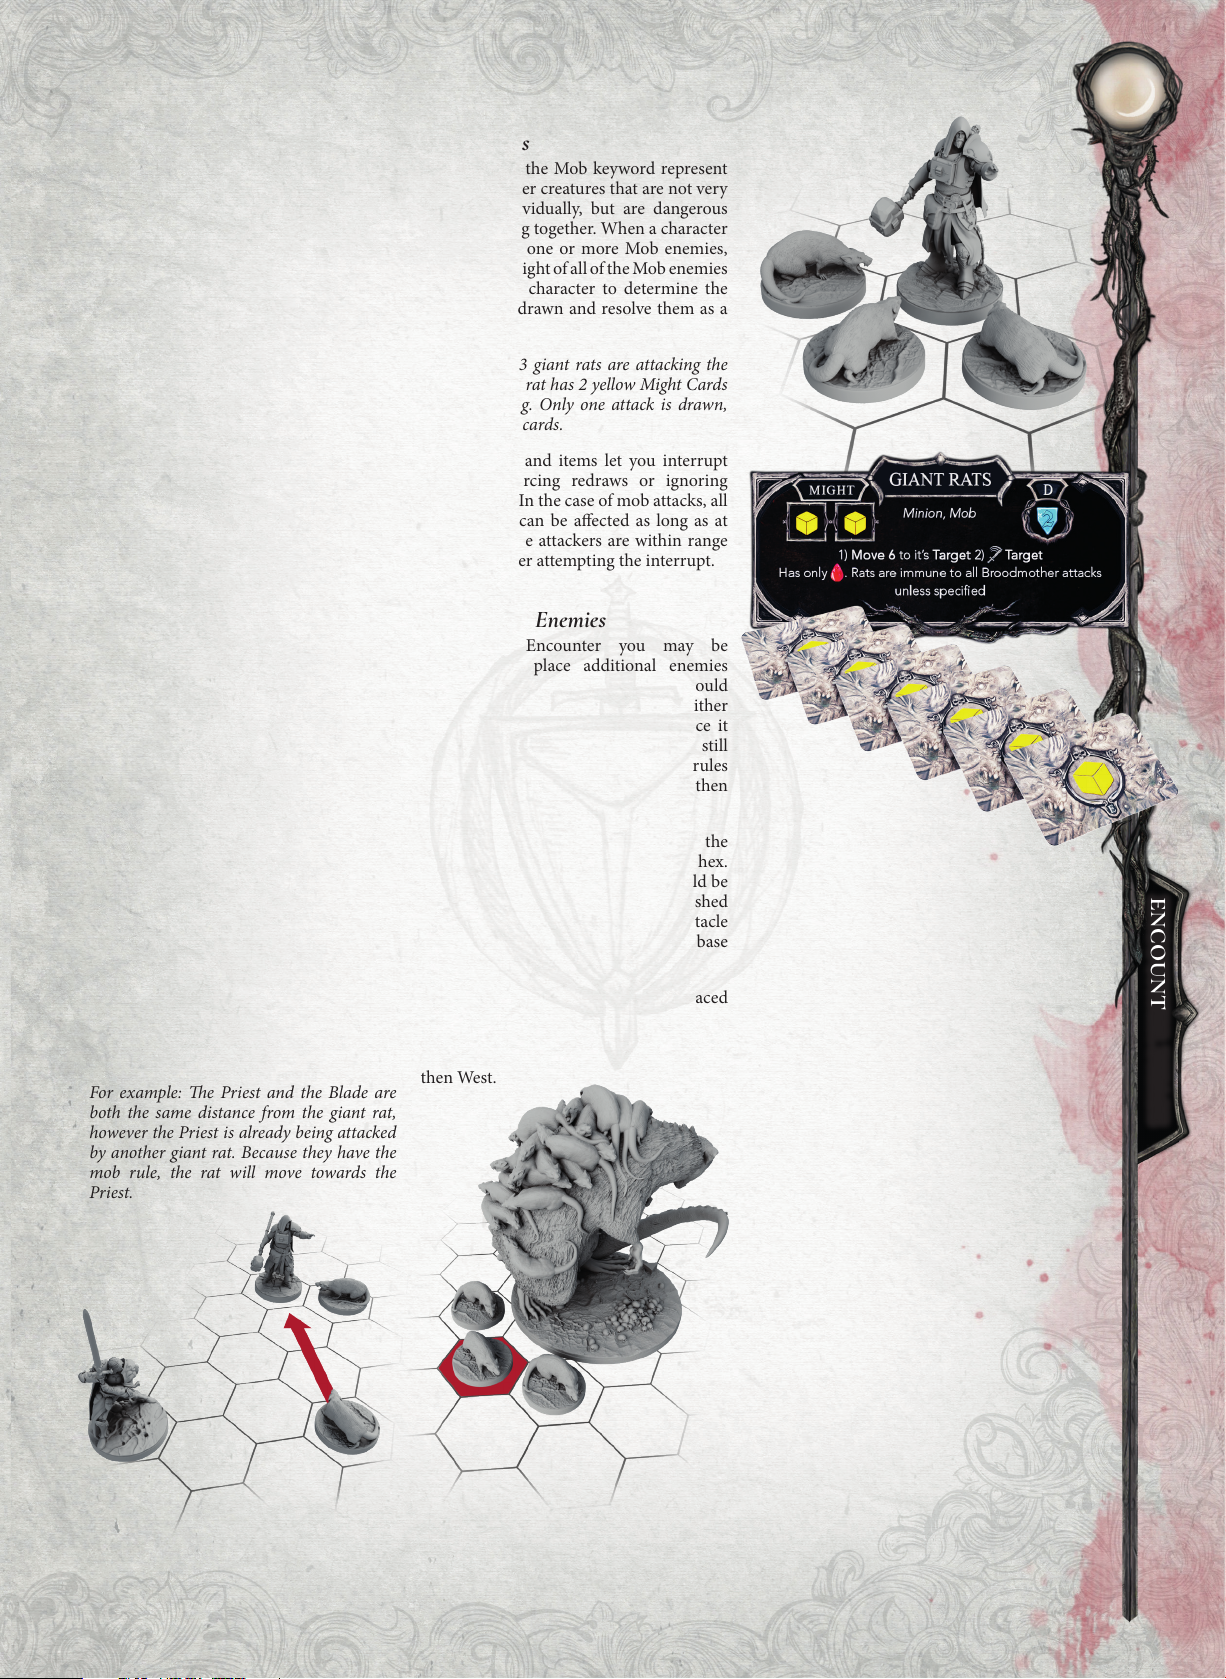 s
the Mob keyword represent
er creatures that are not very
vidually, but are dangerous
g together. When a character
one or more Mob enemies,
ight of all of the Mob enemies
character to determine the
drawn and resolve them as a
3 giant rats are attacking the
rat has 2 yellow Might Cards
g. Only one attack is drawn,
cards.
and items let you interrupt
rcing redraws or ignoring
In the case of mob attacks, all
can be affected as long as at
e attackers are within range
er attempting the interrupt.
Enemies
Encounter you may be
place additional enemies
ould
ither
ce it
still
rules
then
the
hex.
ld be
shed
tacle
base
aced
then West.
For example: The Priest and the Blade are
both the same distance from the giant rat,
however the Priest is already being attacked
by another giant rat. Because they have the
mob rule, the rat will move towards the
Priest.
MIGHT
GIANT RATS
D
2
Minion, Mob
1) Move 6 to it's Target 2) Target
Has only . Rats are immune to all Broodmother attacks
unless specified
ENCOUNT